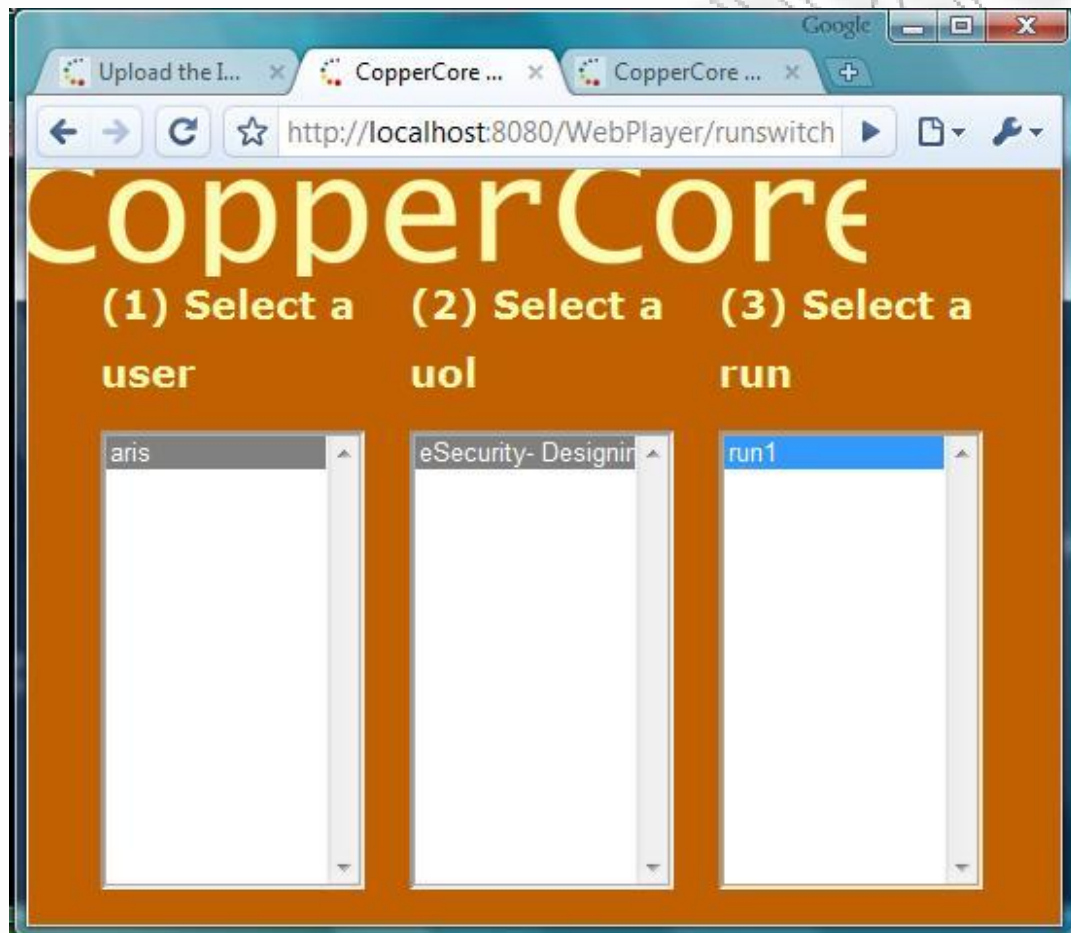 Google
Upload the I...
CopperCore ...
CopperCore ...
http://localhost:8080/WebPlayer/runswitch
CopperCore
(1) Select a
user
(2) Select a
uol
(3) Select a
run
aris
eSecurity- Designin
run1